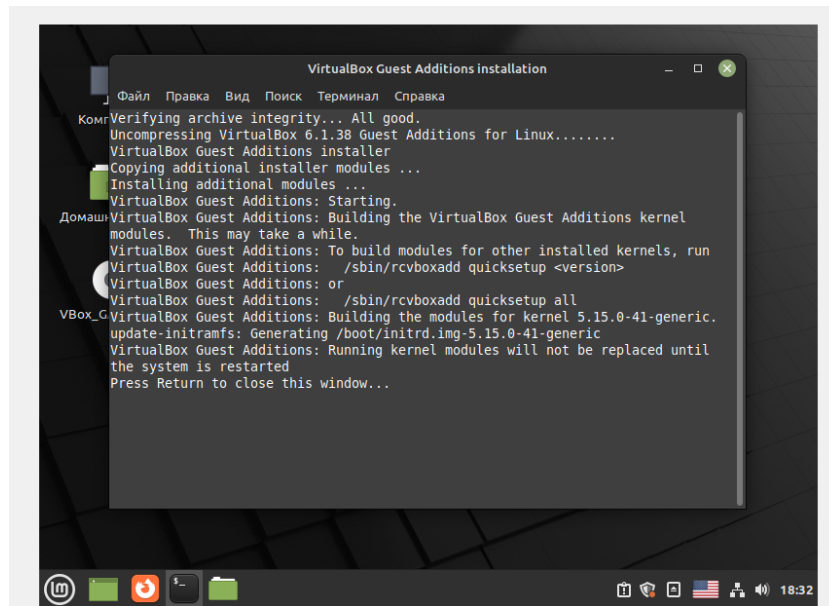 VirtualBox Guest Additions installation
Файл Правка Вид Поиск Терминал Справка
Verifying archive integrity... All good.
Uncompressing VirtualBox 6.1.38 Guest Additions for Linux........
VirtualBox Guest Additions installer
Copying additional installer modules ...
Installing additional modules ...
VirtualBox Guest Additions: Starting.
VirtualBox Guest Additions: Building the VirtualBox Guest Additions kernel
modules.  This may take a while.
VirtualBox Guest Additions: To build modules for other installed kernels, run
VirtualBox Guest Additions:   /sbin/rcvboxadd quicksetup <version>
VirtualBox Guest Additions: or
VirtualBox Guest Additions:   /sbin/rcvboxadd quicksetup all
VirtualBox Guest Additions: Building the modules for kernel 5.15.0-41-generic.
update-initramfs: Generating /boot/initrd.img-5.15.0-41-generic
VirtualBox Guest Additions: Running kernel modules will not be replaced until
the system is restarted
Press Return to close this window...
Комп
Домашн
VBox_G
18:32